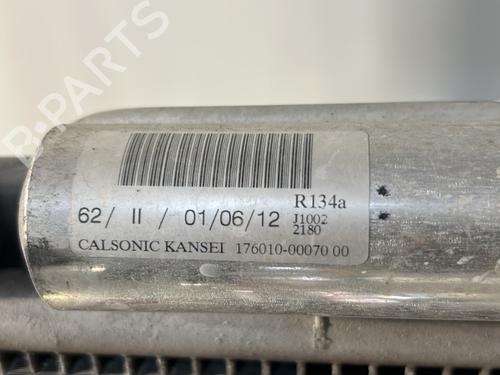 B-PARTS
R134a
62/ II / 01/06/12 J1002
2180
CALSONIC KANSEI 176010-00070 00